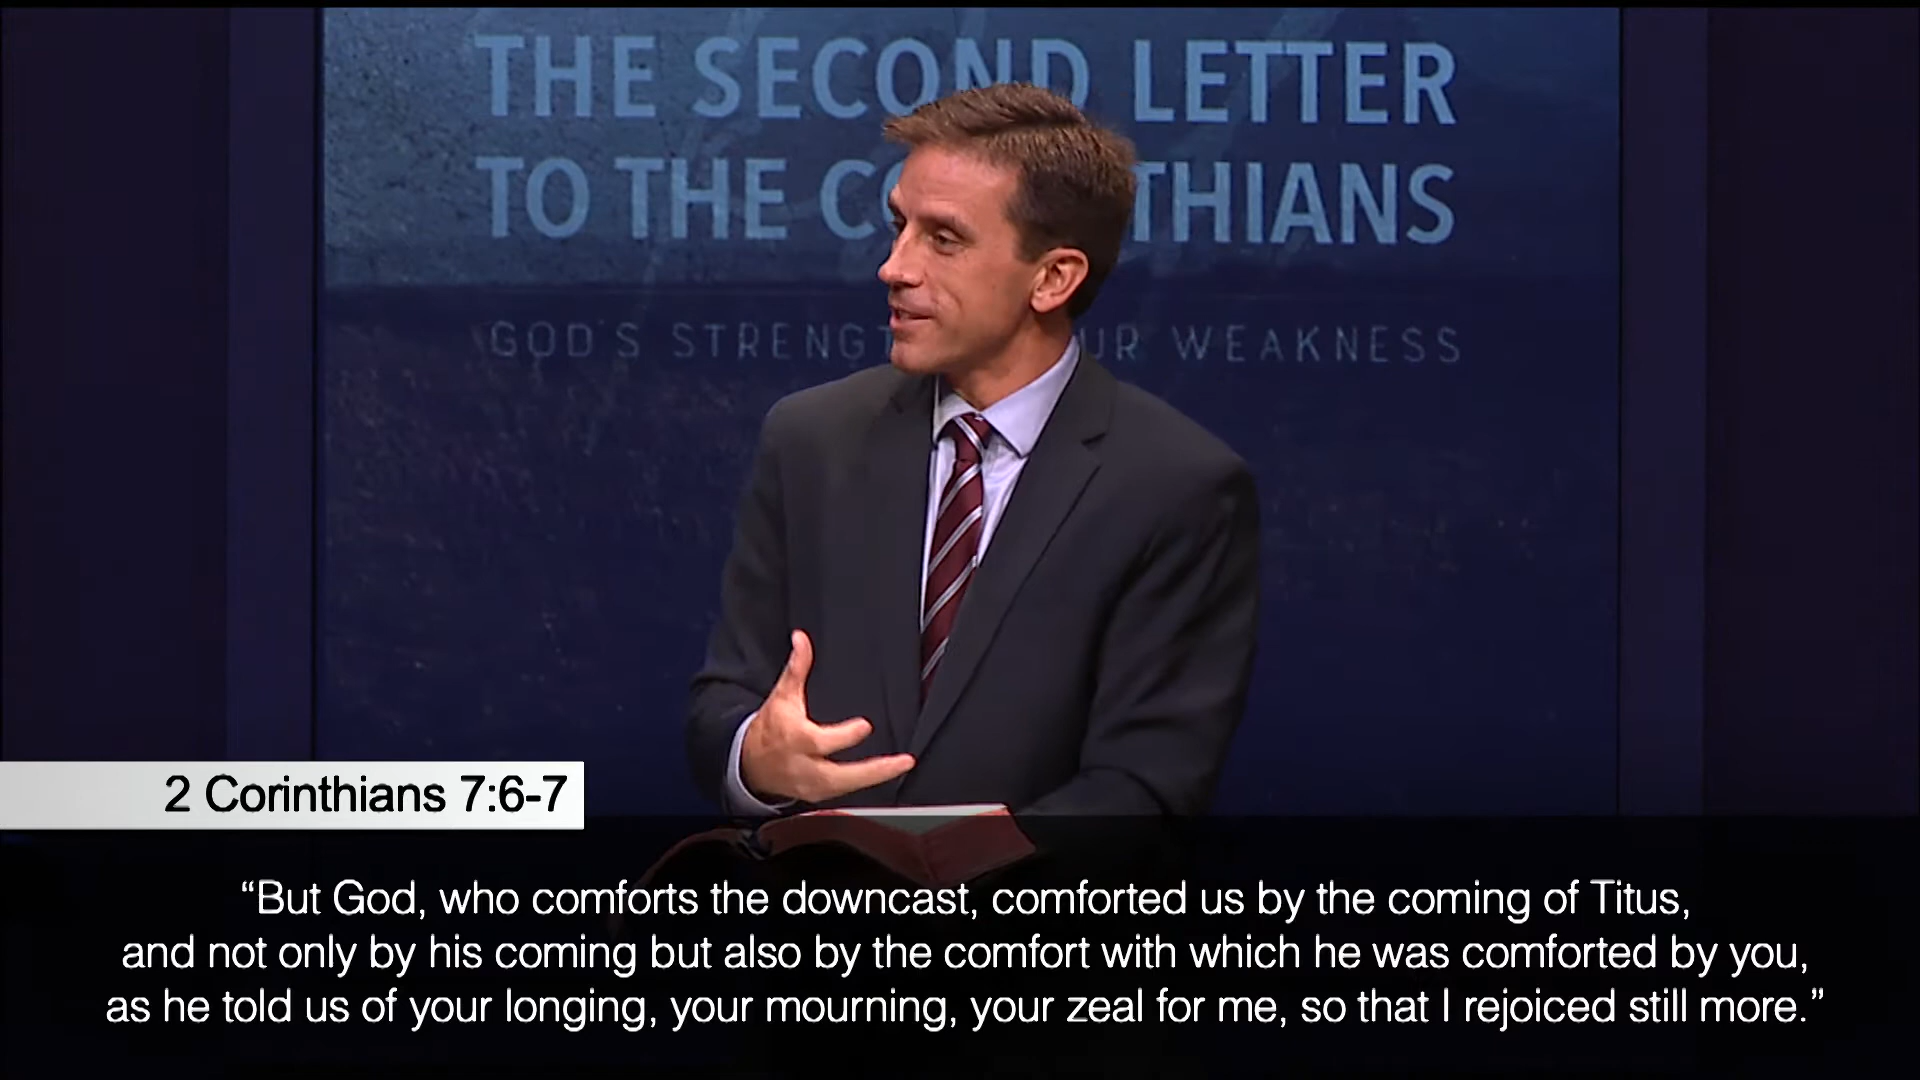 THE SECOND LETTER
TO THE CO THIANS
GOD'S STRENG UR WEAKNESS
2 Corinthians 7:6-7
“But God, who comforts the downcast, comforted us by the coming of Titus,
and not only by his coming but also by the comfort with which he was comforted by you,
as he told us of your longing, your mourning, your zeal for me, so that I rejoiced still more.”